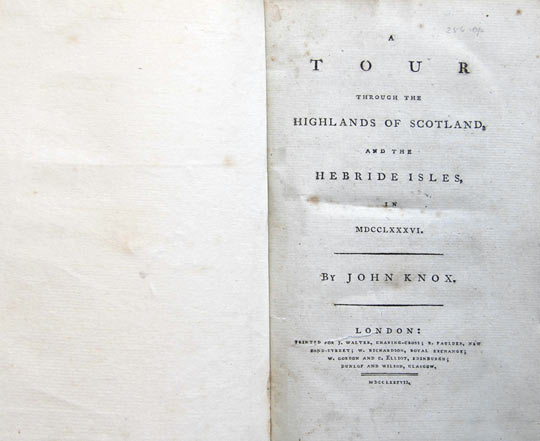 A
TOUR
THROUGH THE
HIGHLANDS OF SCOTLAND,
AND THE
HEBRIDE ISLES,
IN
MDCCLXXXVI.
BY JOHN KNOX.
LONDON:
PRINTED FOR J. WALTER, CHARING-CROSS; R. FAULDER, NEW
BOND-STREET; W. RICHARDSON, ROYAL EXCHANGE;
W. GORDON AND C. ELLIOT, EDINBURGH;
DUNLOP AND WILSON, GLASGOW,
MDCCLXXXVII.